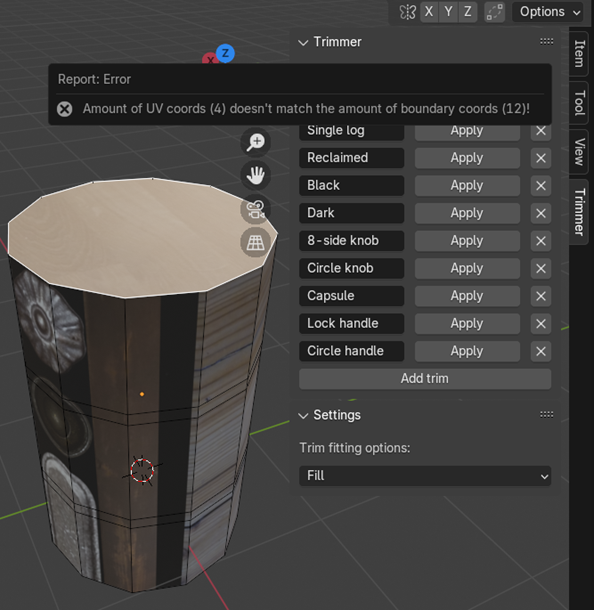 X Y Z Options
Trimmer
X Z
Report: Error
Amount of UV coords (4) doesn't match the amount of boundary coords (12)!
Single log Apply
Reclaimed Apply
Black Apply
Dark Apply
8-side knob Apply
Circle knob Apply
Capsule Apply
Lock handle Apply
Circle handle Apply
Add trim
Settings
Trim fitting options:
Fill
Item
Tool
View
Trimmer